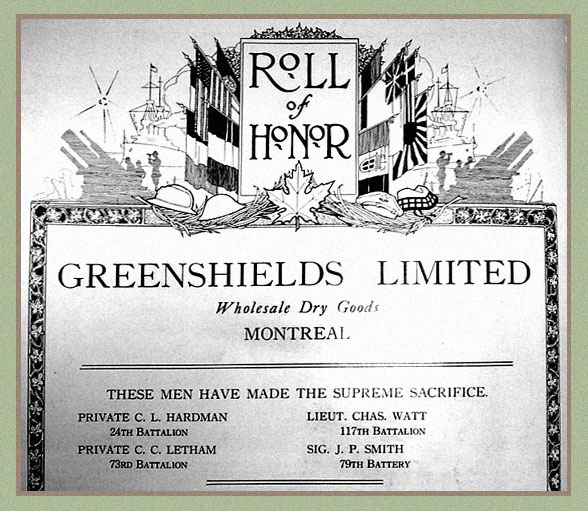 ROLL
of
HONOR
GREENSHIELDS LIMITED
Wholesale Dry Goods
MONTREAL
THESE MEN HAVE MADE THE SUPREME SACRIFICE.
PRIVATE C. L. HARDMAN
24TH BATTALION
PRIVATE C. C. LETHAM
73RD BATTALION
LIEUT. CHAS. WATT
117TH BATTALION
SIG. J. P. SMITH
79TH BATTERY